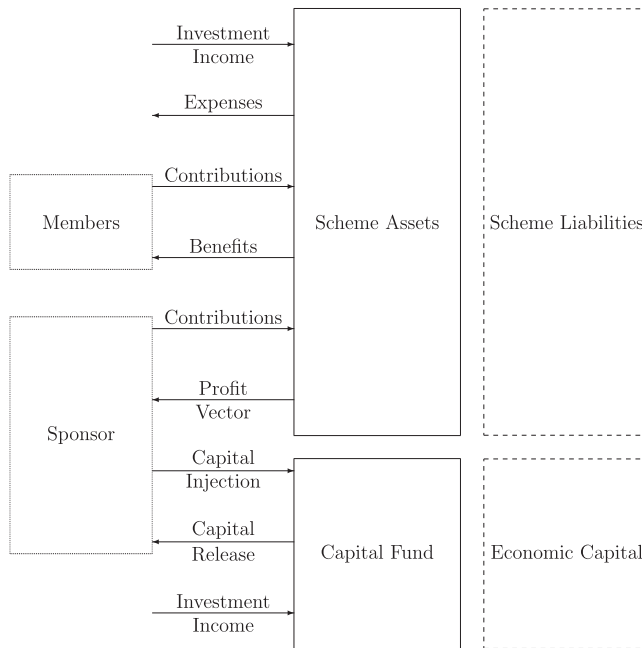 Investment
Income
Expenses
Contributions
Members
Scheme Assets
Scheme Liabilities
Benefits
Contributions
Profit
Vector
Sponsor
Capital
Injection
Capital
Release
Capital Fund
Economic Capital
Investment
Income